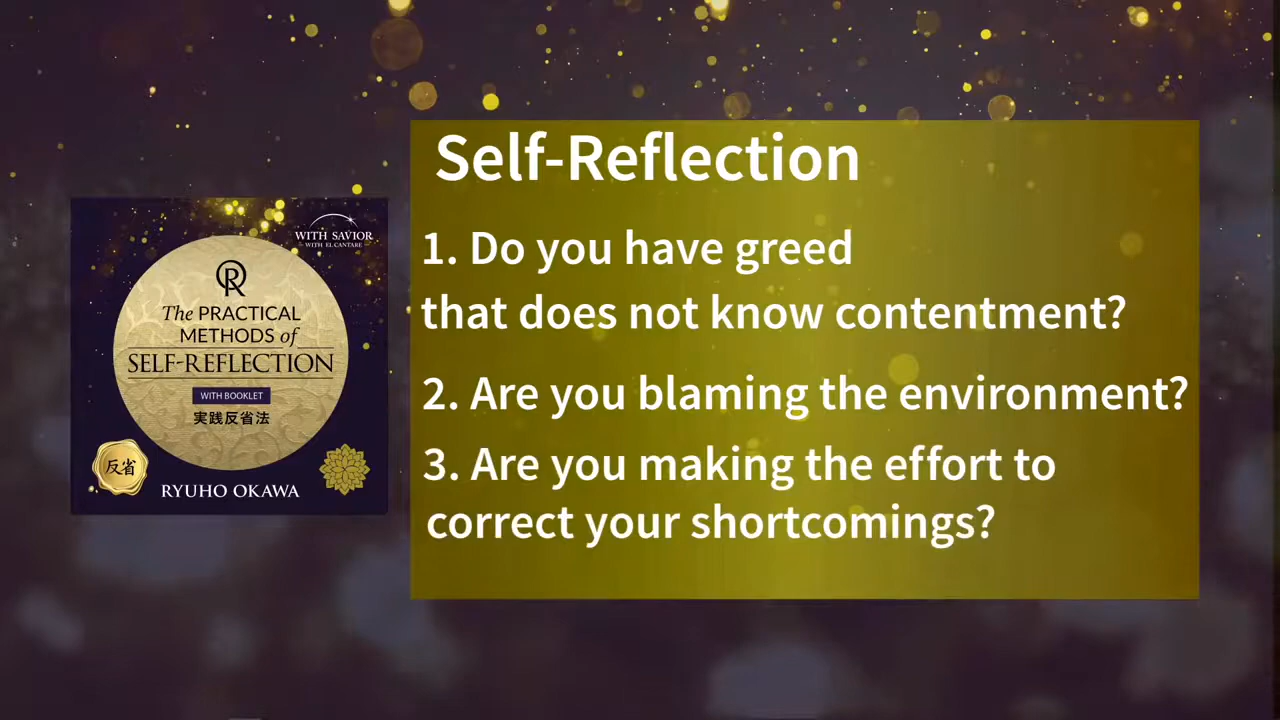 Self-Reflection
1. Do you have greed
that does not know contentment?
2. Are you blaming the environment?
3. Are you making the effort to
correct your shortcomings?
WITH SAVIOR
WITH EL CANTARE
R
The PRACTICAL
METHODS of
SELF-REFLECTION
WITH BOOKLET
実践反省法
反省
RYUHO OKAWA